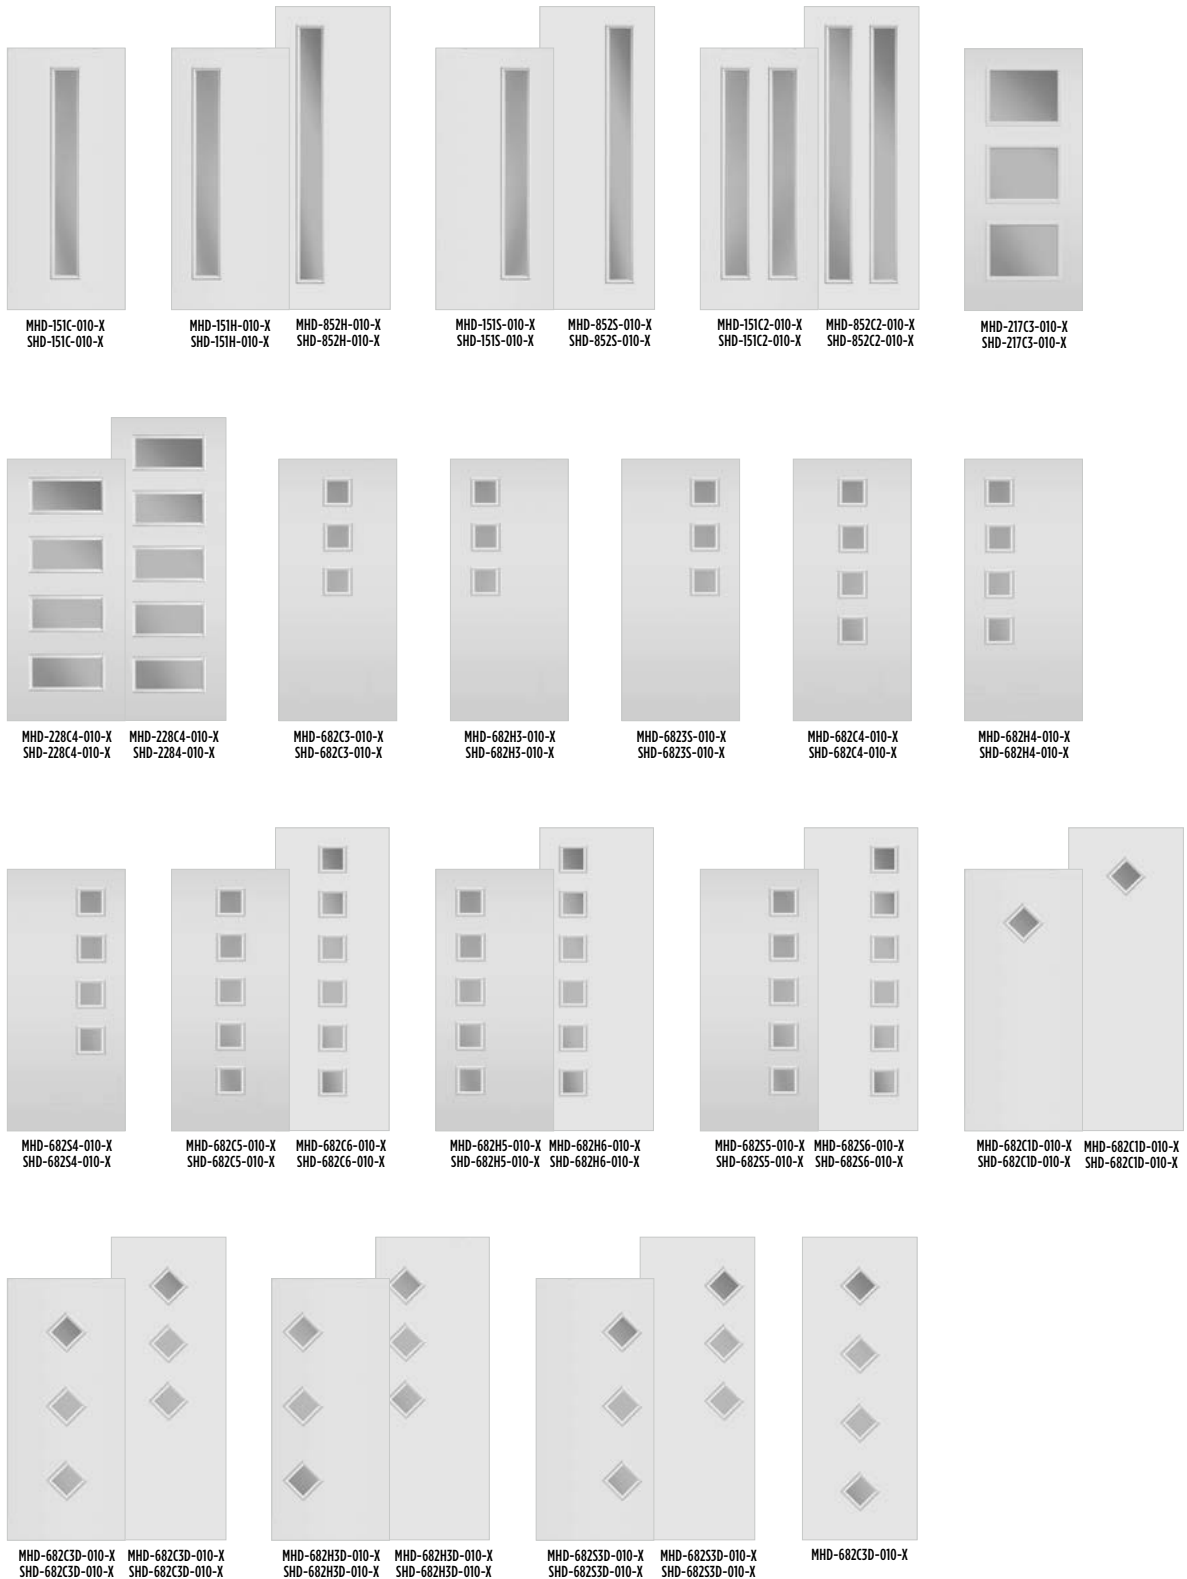 MHD-151C-010-X
SHD-151C-010-X
MHD-151H-010-X
SHD-151H-010-X
MHD-852H-010-X
SHD-852H-010-X
MHD-151S-010-X
SHD-151S-010-X
MHD-852S-010-X
SHD-852S-010-X
MHD-151C2-010-X
SHD-151C2-010-X
MHD-852C2-010-X
SHD-852C2-010-X
MHD-217C3-010-X
SHD-217C3-010-X
MHD-228C4-010-X
SHD-228C4-010-X
MHD-228C4-010-X
SHD-2284-010-X
MHD-682C3-010-X
SHD-682C3-010-X
MHD-682H3-010-X
SHD-682H3-010-X
MHD-6823S-010-X
SHD-6823S-010-X
MHD-682C4-010-X
SHD-682C4-010-X
MHD-682H4-010-X
SHD-682H4-010-X
MHD-682S4-010-X
SHD-682S4-010-X
MHD-682C5-010-X
SHD-682C5-010-X
MHD-682C6-010-X
SHD-682C6-010-X
MHD-682H5-010-X
SHD-682H5-010-X
MHD-682H6-010-X
SHD-682H6-010-X
MHD-682S5-010-X
SHD-682S5-010-X
MHD-682S6-010-X
SHD-682S6-010-X
MHD-682C1D-010-X
SHD-682C1D-010-X
MHD-682C1D-010-X
SHD-682C1D-010-X
MHD-682C3D-010-X
SHD-682C3D-010-X
MHD-682C3D-010-X
SHD-682C3D-010-X
MHD-682H3D-010-X
SHD-682H3D-010-X
MHD-682H3D-010-X
SHD-682H3D-010-X
MHD-682S3D-010-X
SHD-682S3D-010-X
MHD-682S3D-010-X
SHD-682S3D-010-X
MHD-682C3D-010-X